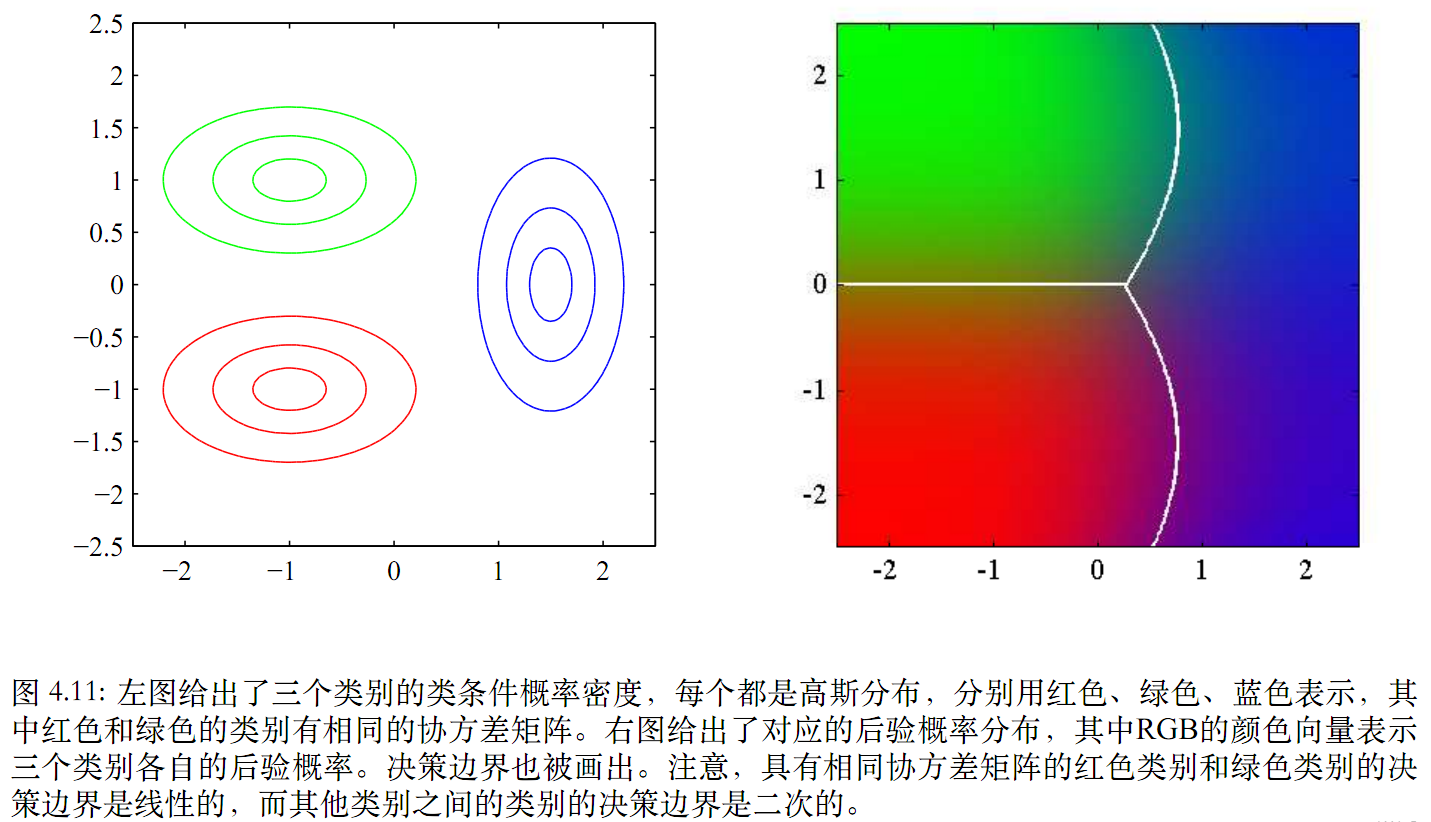 2.5
2
1.5
1
0.5
0
−0.5
−1
−1.5
−2
−2.5
−2 −1 0 1 2
2
1
0
-1
-2
-2 -1 0 1 2
图 4.11: 左图给出了三个类别的类条件概率密度，每个都是高斯分布，分别用红色、绿色、蓝色表示，其
中红色和绿色的类别有相同的协方差矩阵。右图给出了对应的后验概率分布，其中RGB的颜色向量表示
三个类别各自的后验概率。决策边界也被画出。注意，具有相同协方差矩阵的红色类别和绿色类别的决
策边界是线性的，而其他类别之间的类别的决策边界是二次的。